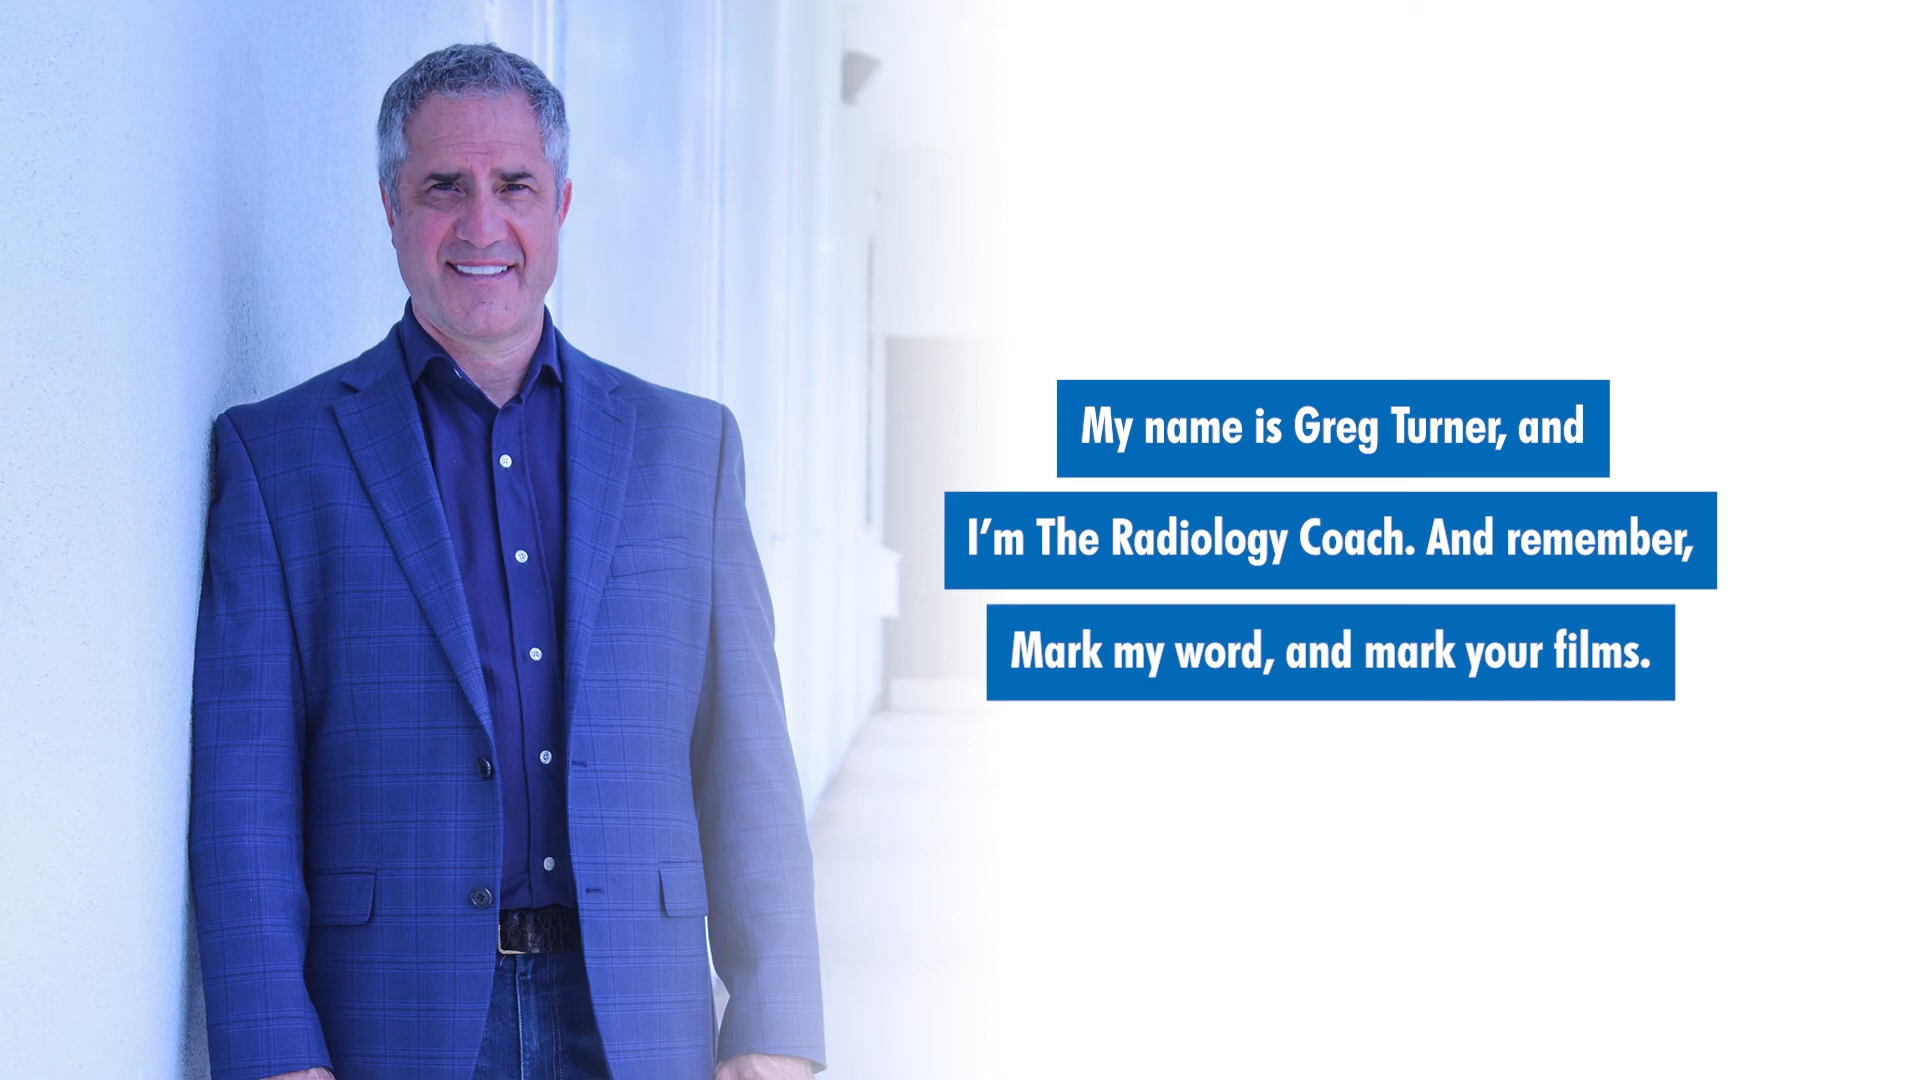 My name is Greg Turner, and
I’m The Radiology Coach. And remember,
Mark my word, and mark your films.